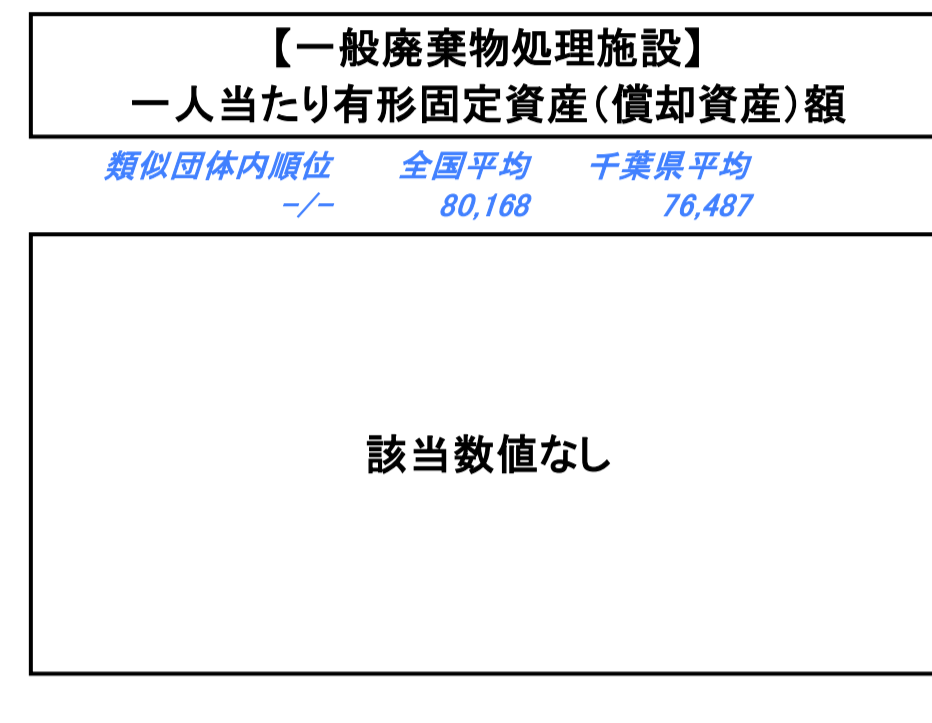 【一般廃棄物処理施設】
一人当たり有形固定資産(償却資産)額
類似団体内順位 全国平均 千葉県平均
-/- 80,168 76,487
該当数値なし